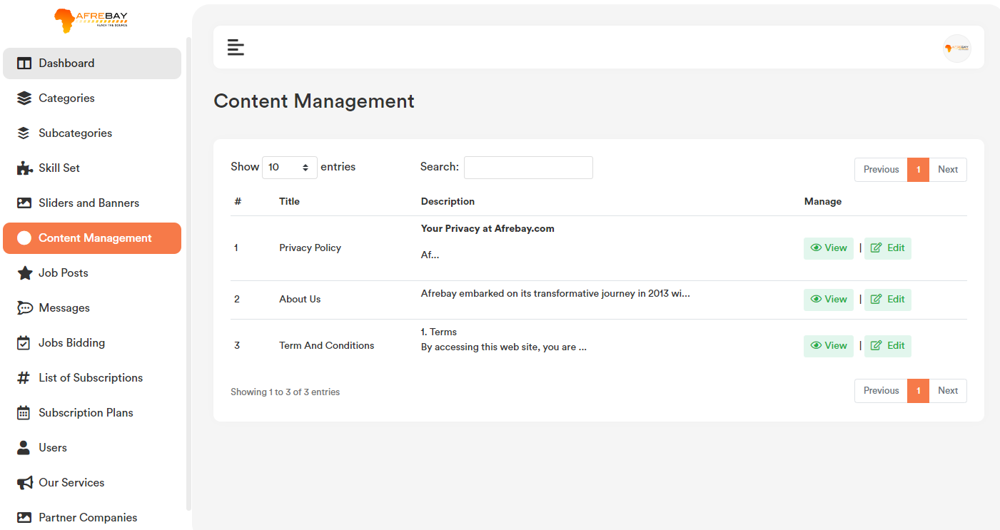 AFREBAY
REACH THE SOURCE
Dashboard
Categories
Subcategories
Skill Set
Sliders and Banners
Content Management
Job Posts
Messages
Jobs Bidding
List of Subscriptions
Subscription Plans
Users
Our Services
Partner Companies
AFREBAY
Content Management
Show 10 entries Search: Previous 1 Next
# Title Description Manage
Your Privacy at Afrebay.com
1 Privacy Policy Af... View | Edit
2 About Us Afrebay embarked on its transformative journey in 2013 wi... View | Edit
1. Terms
3 Term And Conditions By accessing this web site, you are ... View | Edit
Showing 1 to 3 of 3 entries Previous 1 Next